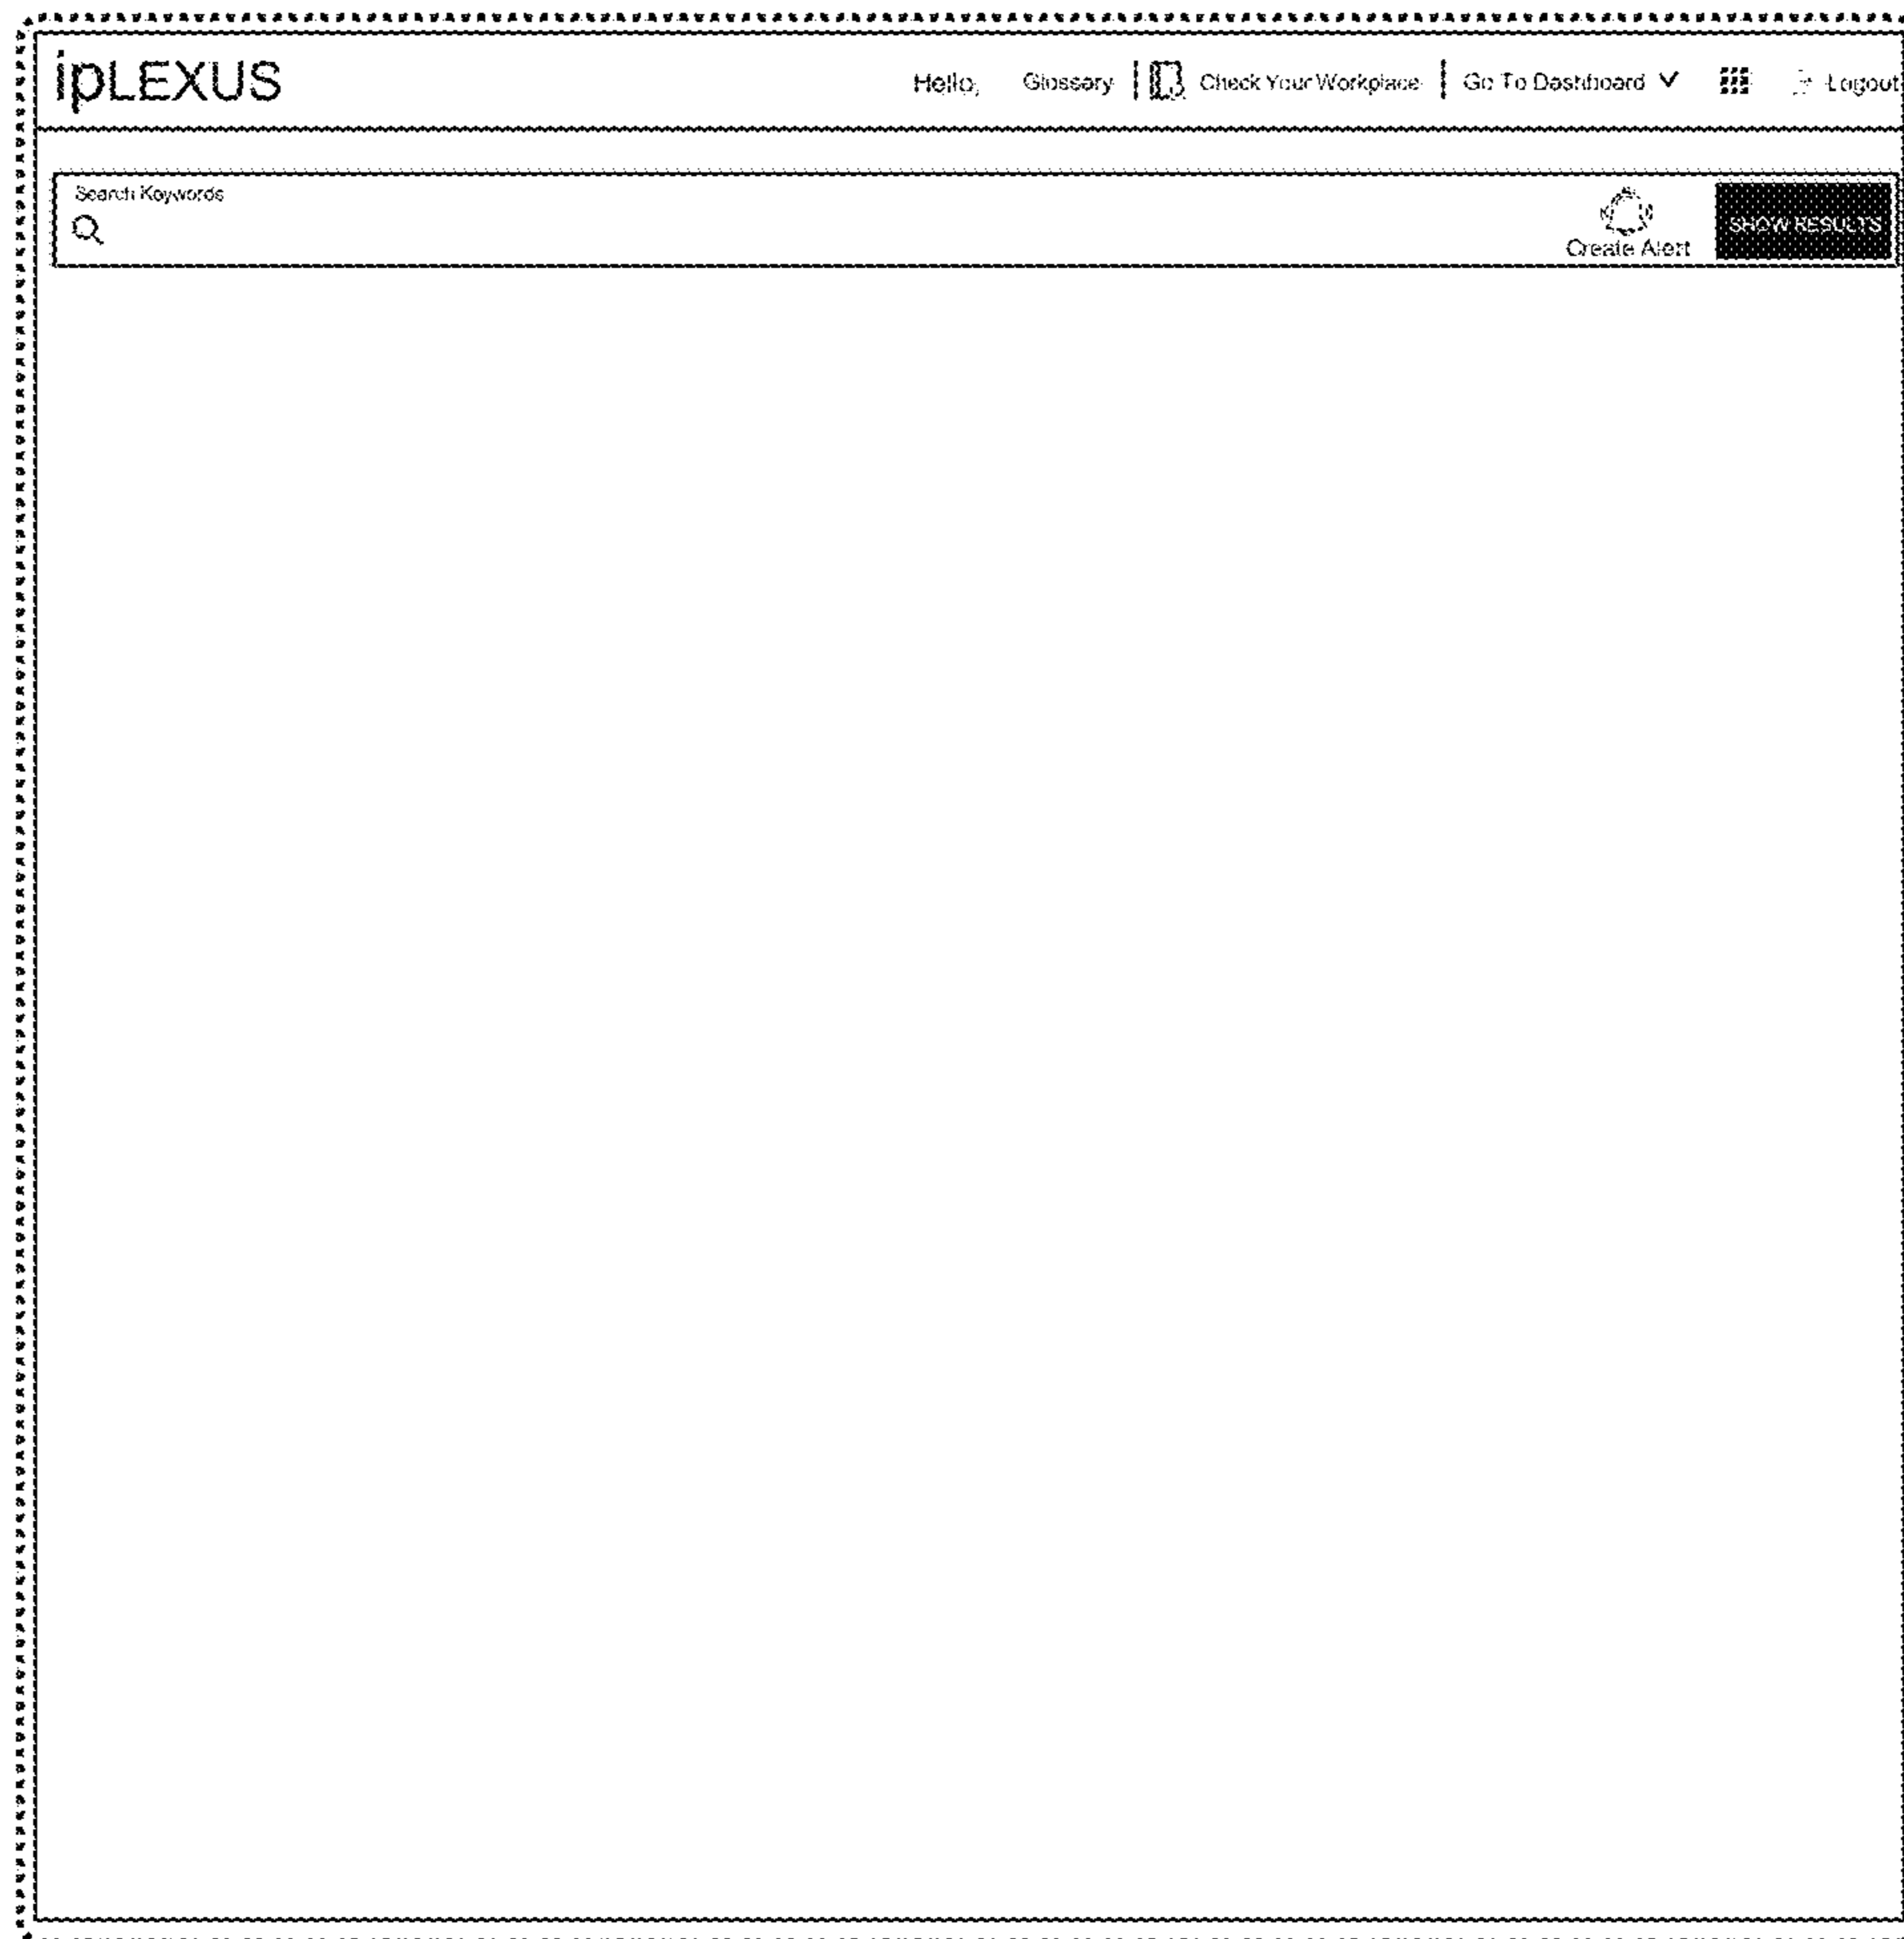 ipLEXUS
Hello, Glossary Check Your Workplace Go To Dashboard Logout
Search Keywords
Create Alert
SHOW RESULTS